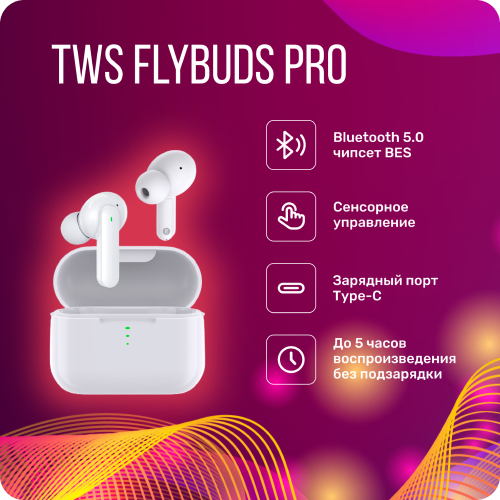 TWS FLYBUDS PRO
Bluetooth 5.0
чипсет BES
Сенсорное
управление
Зарядный порт
Type-C
До 5 часов
воспроизведения
без подзарядки